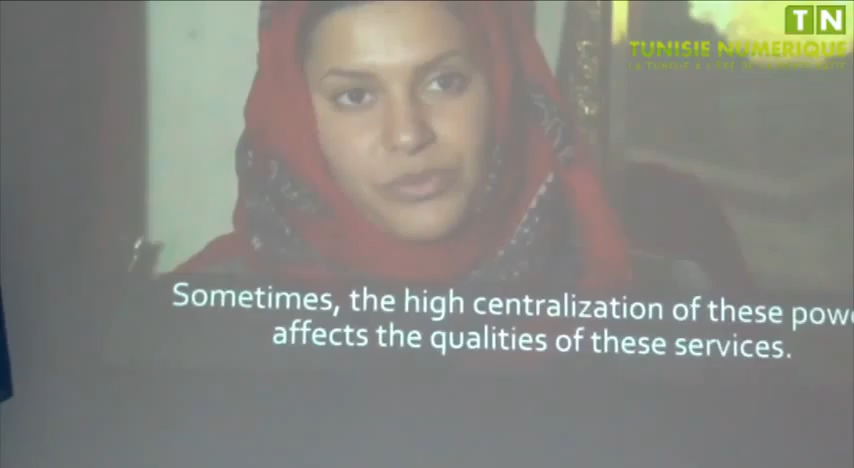 TN
TUNISIE NUMERIQUE
Sometimes, the high centralization of these
affects the qualities of these services.